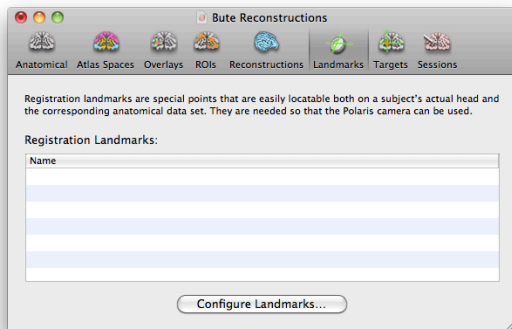 Bute Reconstructions
Anatomical Atlas Spaces Overlays ROIs Reconstructions Landmarks Targets Sessions
Registration landmarks are special points that are easily locatable both on a subject's actual head and
the corresponding anatomical data set. They are needed so that the Polaris camera can be used.
Registration Landmarks:
Name
Configure Landmarks...